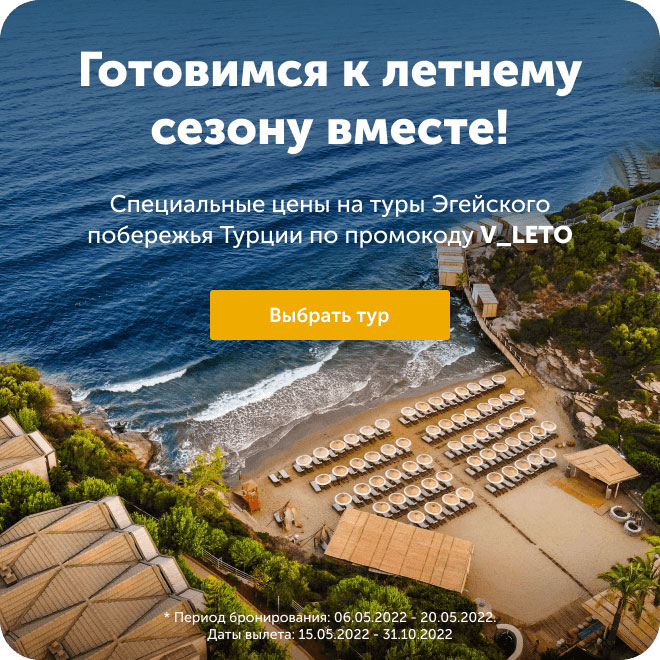 Готовимся к летнему
сезону вместе!
Специальные цены на туры Эгейского
побережья Турции по промокоду V_LETO
Выбрать тур
* Период бронирования: 06.05.2022 - 20.05.2022.
Даты вылета: 15.05.2022 - 31.10.2022